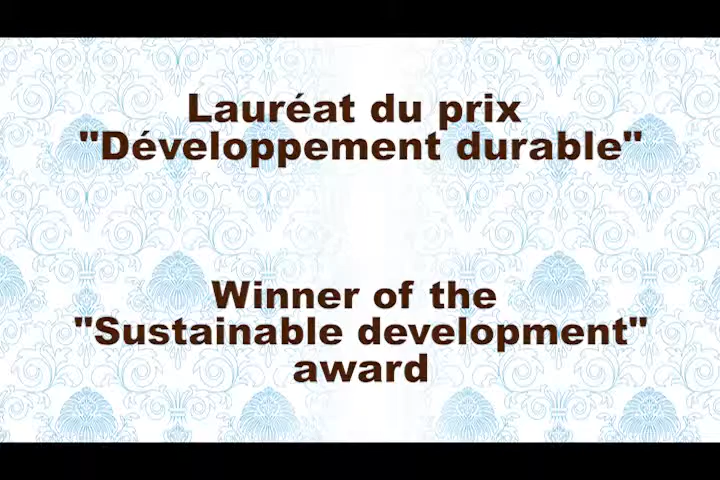 Lauréat du prix
"Développement durable"
Winner of the
"Sustainable development"
award